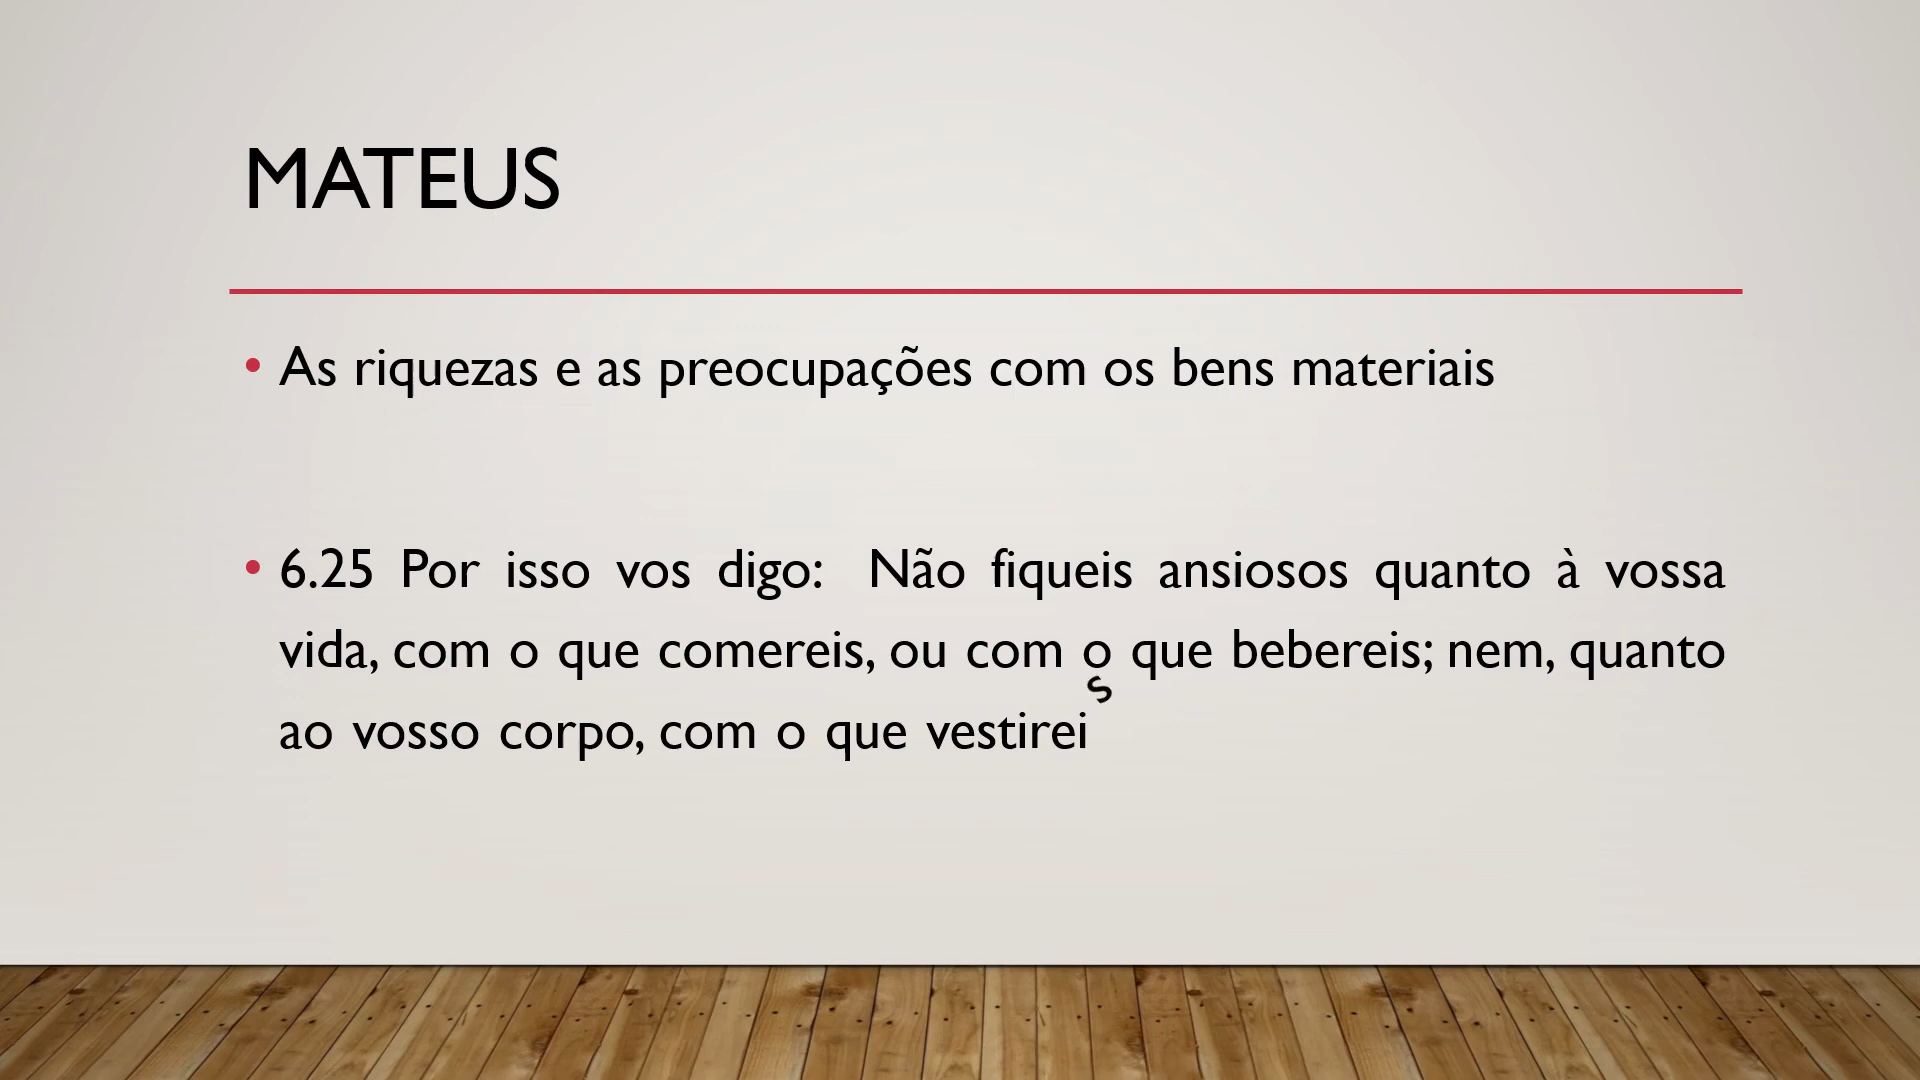 MATEUS
• As riquezas e as preocupações com os bens materiais
• 6.25 Por isso vos digo: Não fiqueis ansiosos quanto à vossa
vida, com o que comereis, ou com o que bebereis; nem, quanto
ao vosso corpo, com o que vestireis